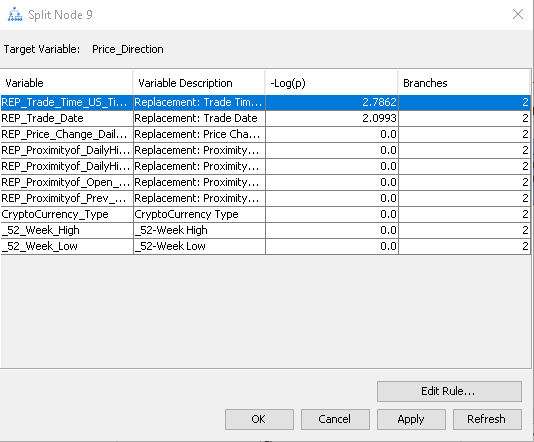 Split Node 9
Target Variable: Price_Direction
Variable Variable Description -Log(p) Branches
REP_Trade_Time_US_Ti... Replacement: Trade Tim... 2.7862 2
REP_Trade_Date Replacement: Trade Date 2.0993 2
REP_Price_Change_Dail... Replacement: Price Cha... 0.0 2
REP_Proximityof_DailyHi... Replacement: Proximity... 0.0 2
REP_Proximityof_DailyHi... Replacement: Proximity... 0.0 2
REP_Proximityof_Open_... Replacement: Proximity... 0.0 2
REP_Proximityof_Prev_... Replacement: Proximity... 0.0 2
CryptoCurrency_Type CryptoCurrency Type 0.0 2
_52_Week_High _52-Week High 0.0 2
_52_Week_Low _52-Week Low 0.0 2
Edit Rule...
OK Cancel Apply Refresh